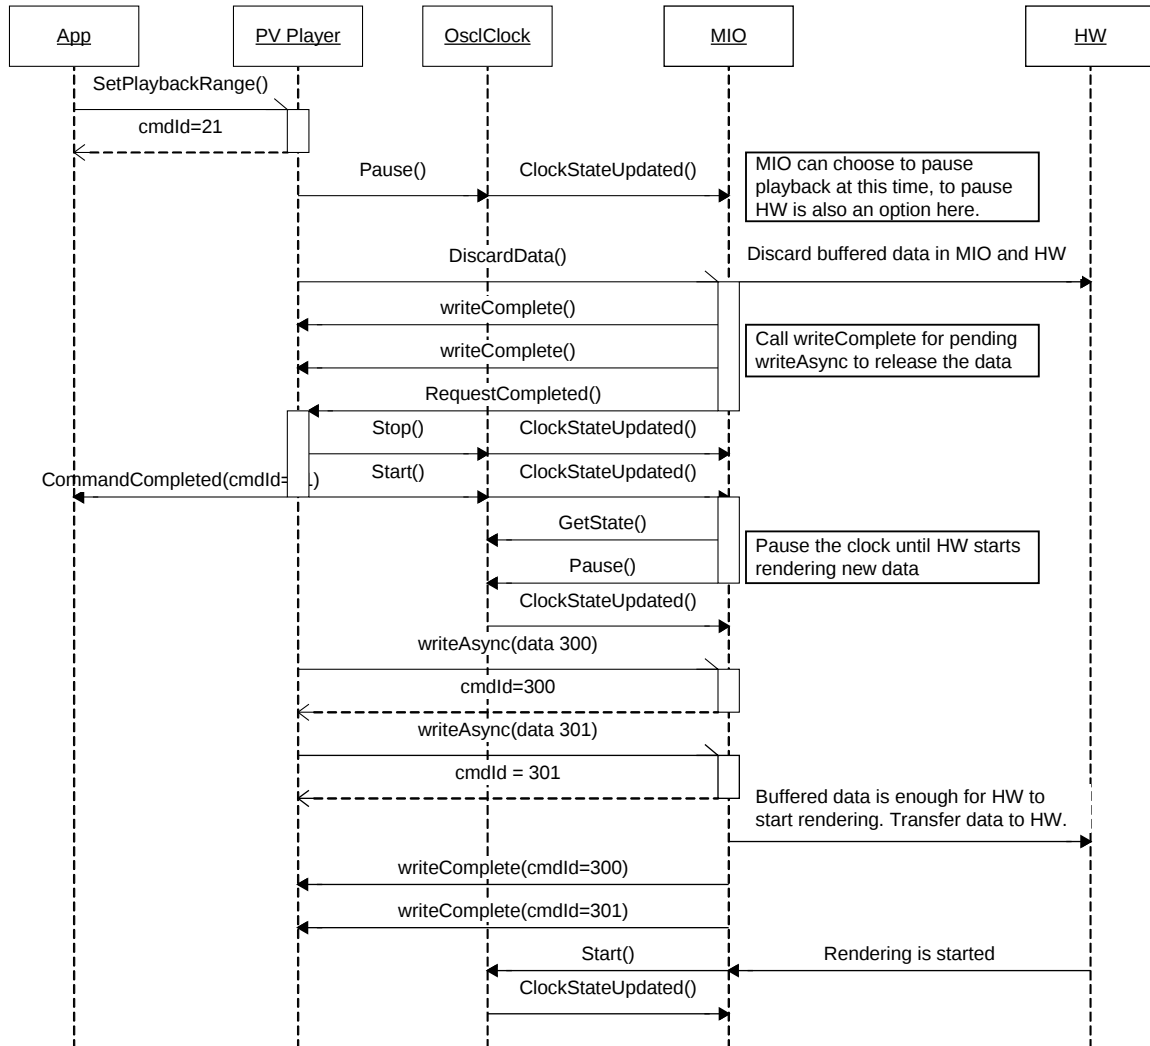 App
PV Player
OsclClock
MIO
HW
SetPlaybackRange()
cmdId=21
Pause()
ClockStateUpdated()
MIO can choose to pause
playback at this time, to pause
HW is also an option here.
DiscardData()
Discard buffered data in MIO and HW
writeComplete()
Call writeComplete for pending
writeAsync to release the data
writeComplete()
RequestCompleted()
Stop()
ClockStateUpdated()
CommandCompleted(cmdId= 1)
Start()
ClockStateUpdated()
GetState()
Pause the clock until HW starts
rendering new data
Pause()
ClockStateUpdated()
writeAsync(data 300)
cmdId=300
writeAsync(data 301)
cmdId = 301
Buffered data is enough for HW to
start rendering. Transfer data to HW.
writeComplete(cmdId=300)
writeComplete(cmdId=301)
Start()
Rendering is started
ClockStateUpdated()